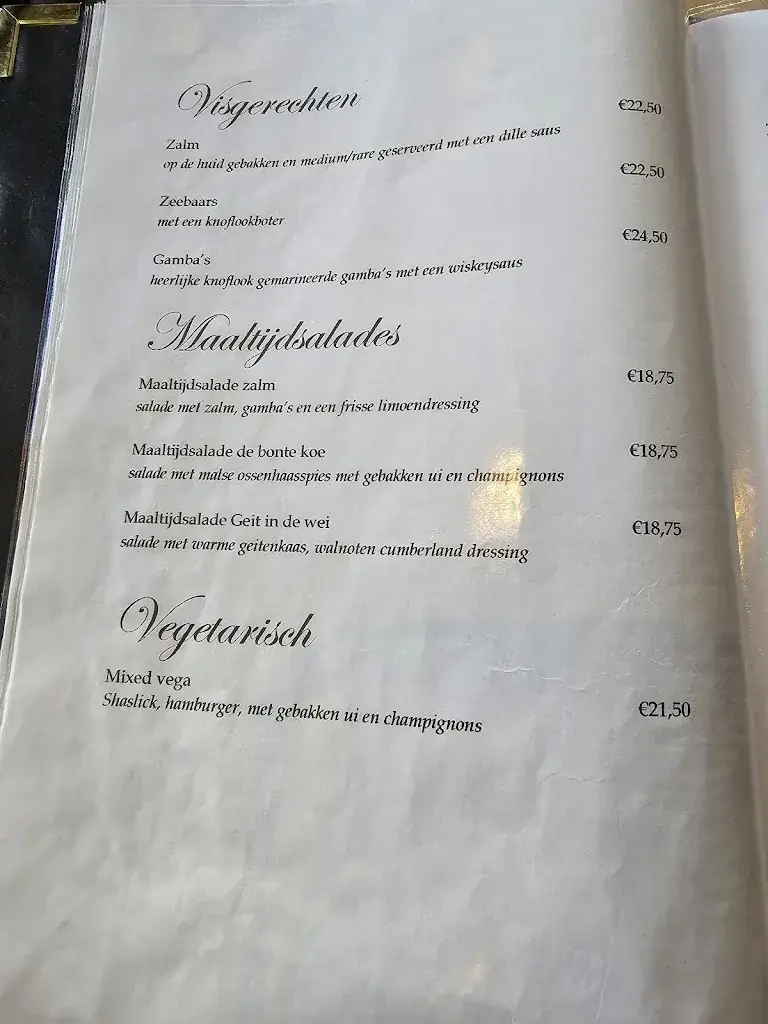 Visgerechten
Zalm €22,50
op de huid gebakken en medium/rare geserveerd met een dille saus
Zeebaars €22,50
met een knoflookboter
Gamba's €24,50
heerlijke knoflook gemarineerde gamba's met een wiskeysaus
Maaltijdsalades
Maaltijdsalade zalm €18,75
salade met zalm, gamba's en een frisse limoendressing
Maaltijdsalade de bonte koe €18,75
salade met malse ossenhaasspies met gebakken ui en champignons
Maaltijdsalade Geit in de wei €18,75
salade met warme geitenkaas, walnoten cumberland dressing
Vegetarisch
Mixed vega
Shaslick, hamburger, met gebakken ui en champignons €21,50